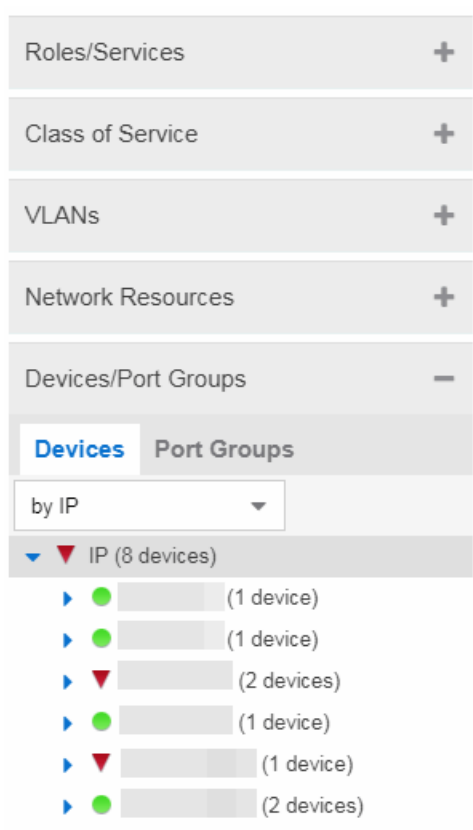 Roles/Services
Class of Service
VLANs
Network Resources
Devices/Port Groups
Devices Port Groups
by IP
IP (8 devices)
(1 device)
(1 device)
(2 devices)
(1 device)
(1 device)
(2 devices)